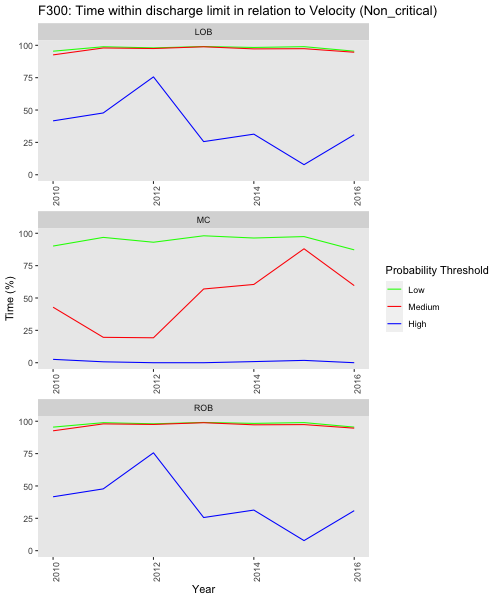 F300: Time within discharge limit in relation to Velocity (Non_critical)
LOB
100
75
50
25
0
2010
2012
2014
2016
MC
100
75
50
25
0
2010
2012
2014
2016
Time (%)
ROB
100
75
50
25
0
2010
2012
2014
2016
Year
Probability Threshold
Low
Medium
High